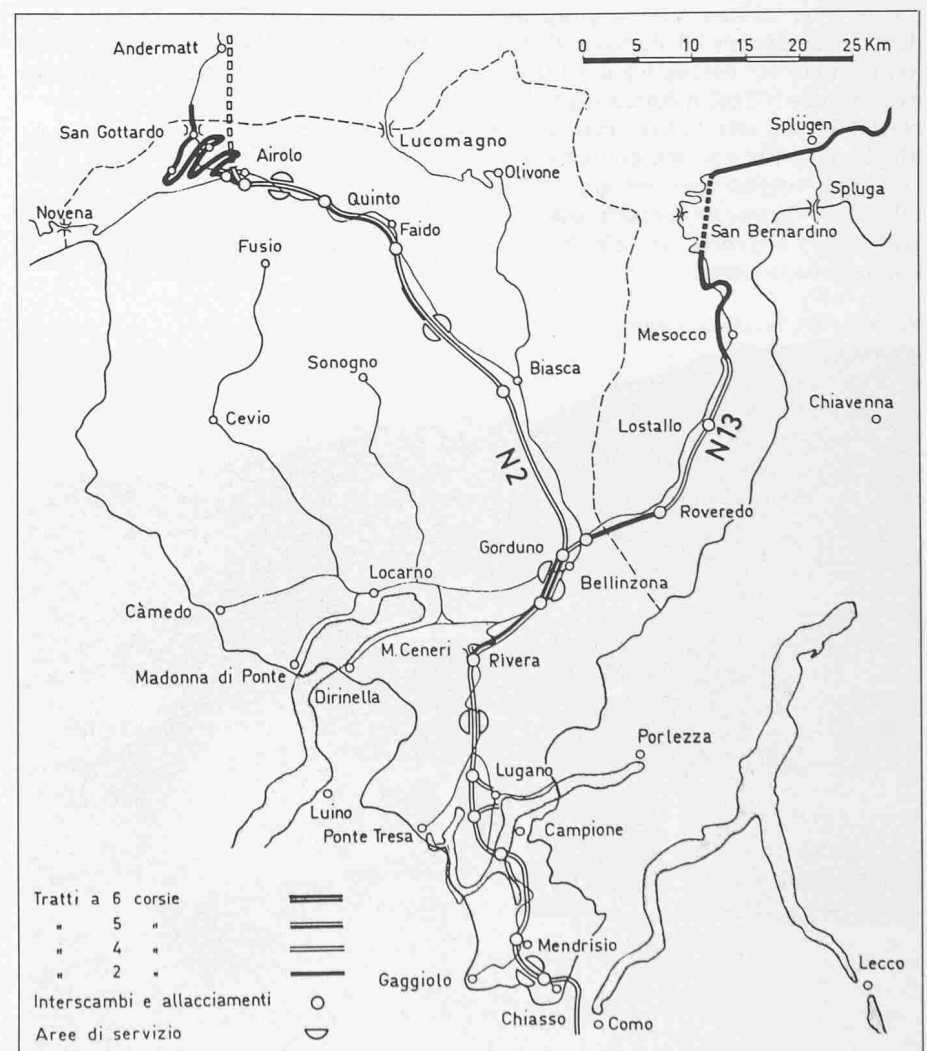 Andermatt
0 5 10 15 20 25 Km
San Gottardo
Splügen
Lucomagno
Airolo
Olivone
Quinto
Spluga
Novena
Faido
San Bernardino
Fusio
Mesocco
Sonogno
Biasca
Chiavenna
Cevio
Lostallo
N13
N2
Roveredo
Gorduno
Locarno
Bellinzona
Càmedo
M. Ceneri
Rivera
Madonna di Ponte
Dirinella
Porlezza
Lugano
Luino
Ponte Tresa
Campione
Tratti a 6 corsie
" 5 "
" 4 "
" 2 "
Mendrisio
Gaggiolo
Lecco
Interscambi e allacciamenti
Chiasso
Como
Aree di servizio